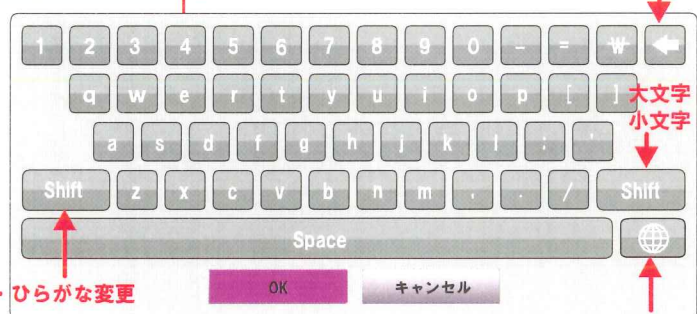 1 2 3 4 5 6 7 8 9 0 - = ₩
q w e r t y u i o p [ ]
大文字
小文字
a s d f g h j k l ; '
Shift z x c v b n m , . / Shift
Space
・ひらがな変更
OK キャンセル